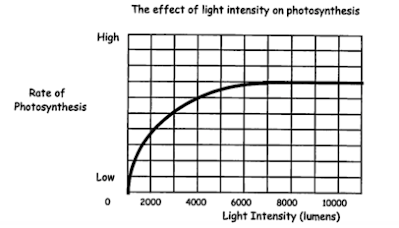 The effect of light intensity on photosynthesis
High
Rate of
Photosynthesis
Low
0 2000 4000 6000 8000 10000
Light Intensity (lumens)